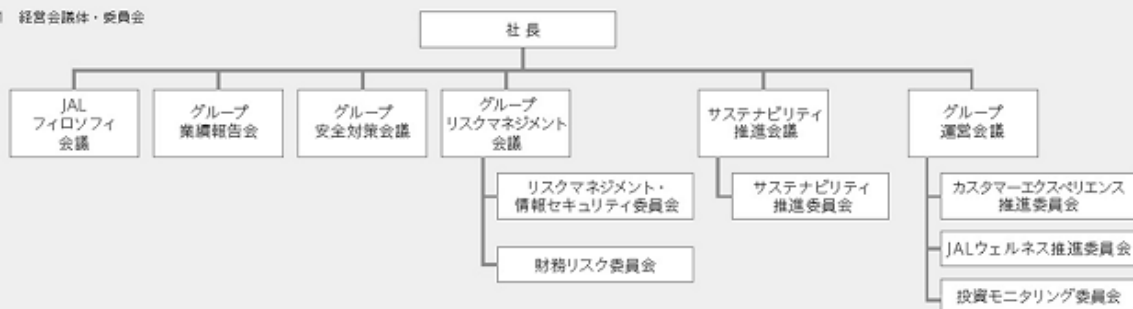 経営会議体・委員会
社 長
JAL
フィロソフィ
会議
グループ
業績報告会
グループ
安全対策会議
グループ
リスクマネジメント
会議
サステナビリティ
推進会議
グループ
運営会議
リスクマネジメント・
情報セキュリティ委員会
財務リスク委員会
サステナビリティ
推進委員会
カスタマーエクスペリエンス
推進委員会
JALウェルネス推進委員会
投資モニタリング委員会